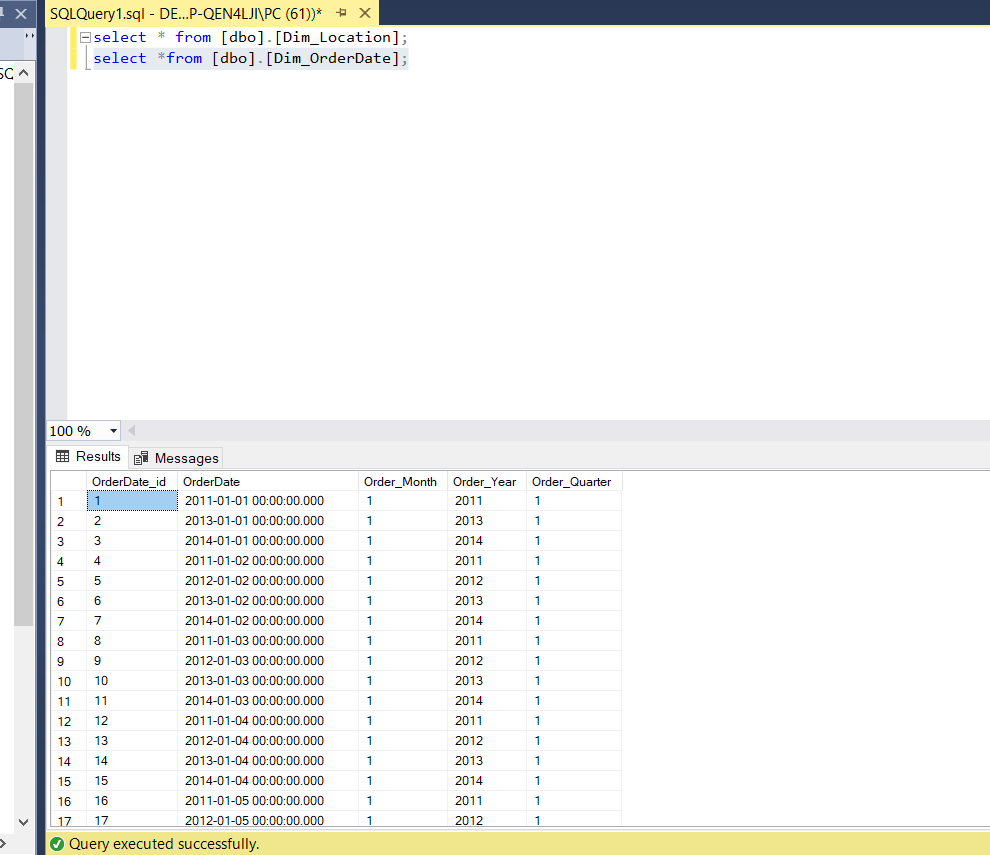 SQLQuery1.sql - DE...P-QEN4LJI\PC (61))*
select * from [dbo].[Dim_Location];
select *from [dbo].[Dim_OrderDate];
SQ
100 %
Results Messages
OrderDate_id OrderDate Order_Month Order_Year Order_Quarter
1 1 2011-01-01 00:00:00.000 1 2011 1
2 2 2013-01-01 00:00:00.000 1 2013 1
3 3 2014-01-01 00:00:00.000 1 2014 1
4 4 2011-01-02 00:00:00.000 1 2011 1
5 5 2012-01-02 00:00:00.000 1 2012 1
6 6 2013-01-02 00:00:00.000 1 2013 1
7 7 2014-01-02 00:00:00.000 1 2014 1
8 8 2011-01-03 00:00:00.000 1 2011 1
9 9 2012-01-03 00:00:00.000 1 2012 1
10 10 2013-01-03 00:00:00.000 1 2013 1
11 11 2014-01-03 00:00:00.000 1 2014 1
12 12 2011-01-04 00:00:00.000 1 2011 1
13 13 2012-01-04 00:00:00.000 1 2012 1
14 14 2013-01-04 00:00:00.000 1 2013 1
15 15 2014-01-04 00:00:00.000 1 2014 1
16 16 2011-01-05 00:00:00.000 1 2011 1
17 17 2012-01-05 00:00:00.000 1 2012 1
Query executed successfully.